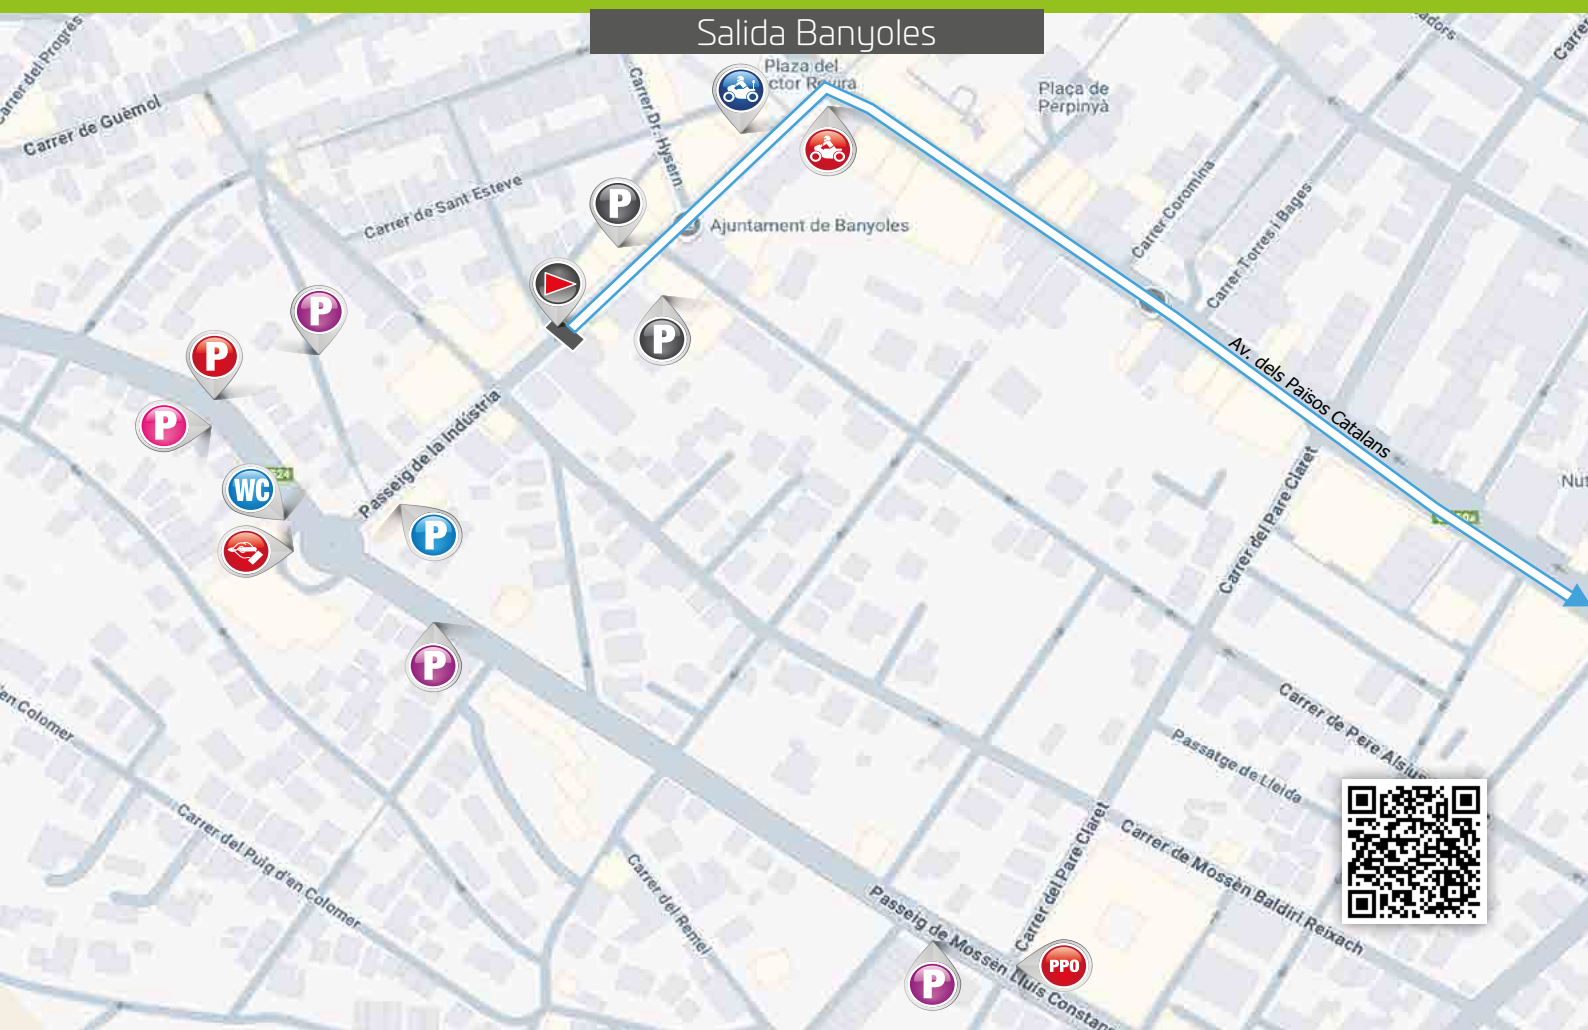 Salida Banyoles
Carrer del Progrés
Carrer de Guèmol
Carrer Dr. Hysern
Plaza del
ctor Rovira
Plaça de
Perpinyà
Carrer
Carrer de Sant Esteve
P
Ajuntament de Banyoles
Carrer Coromina
Carrer Torres i Bages
P
P
P
P
Av. dels Països Catalans
Passeig de la Indústria
WC
24
P
Carrer del Pare Claret
Nut
P
en Colomer
Carrer de Pere Alsius
Passatge de Lleida
Carrer del Puig d'en Colomer
Carrer del Remei
Carrer del Pare Claret
Carrer de Mossèn Baldiri Reixach
Passeig de Mossèn Lluís Constans
P
PPO